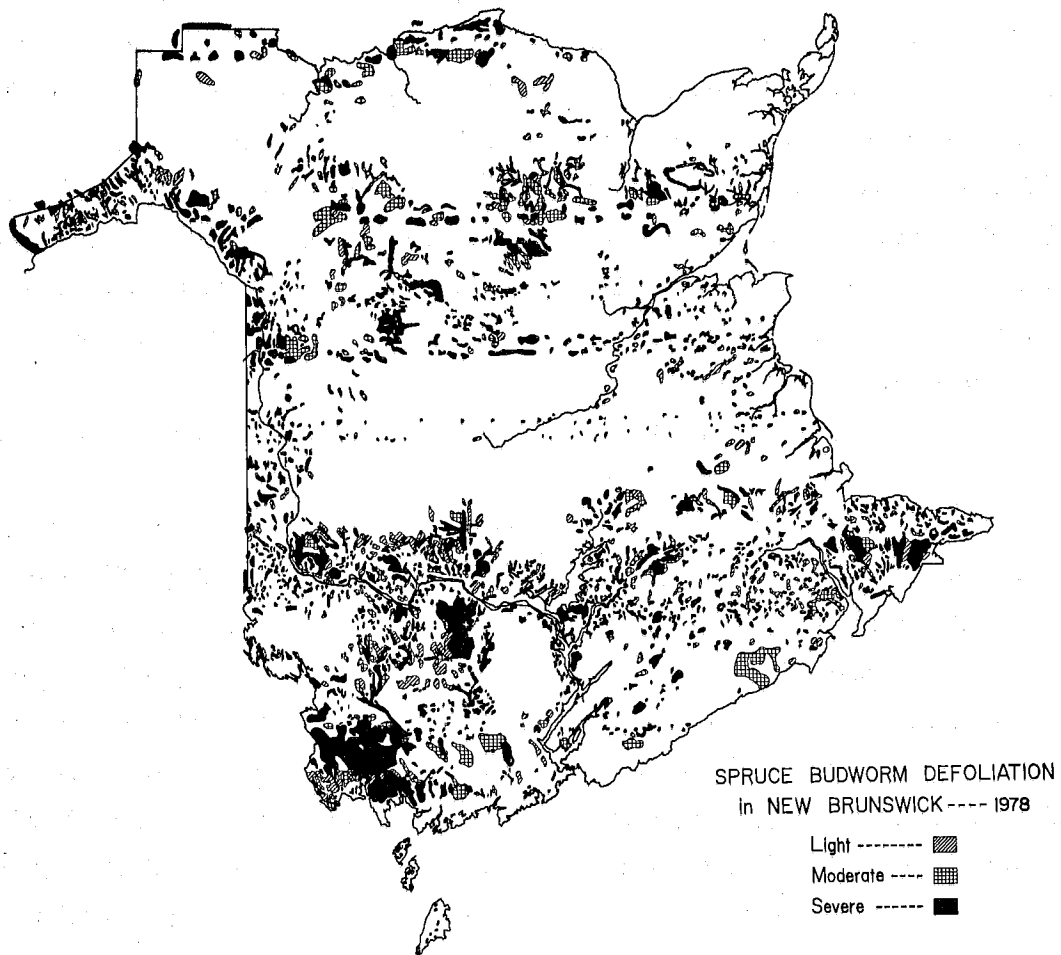 SPRUCE BUDWORM DEFOLIATION
in NEW BRUNSWICK ---- 1978
Light --------
Moderate ----
Severe ------